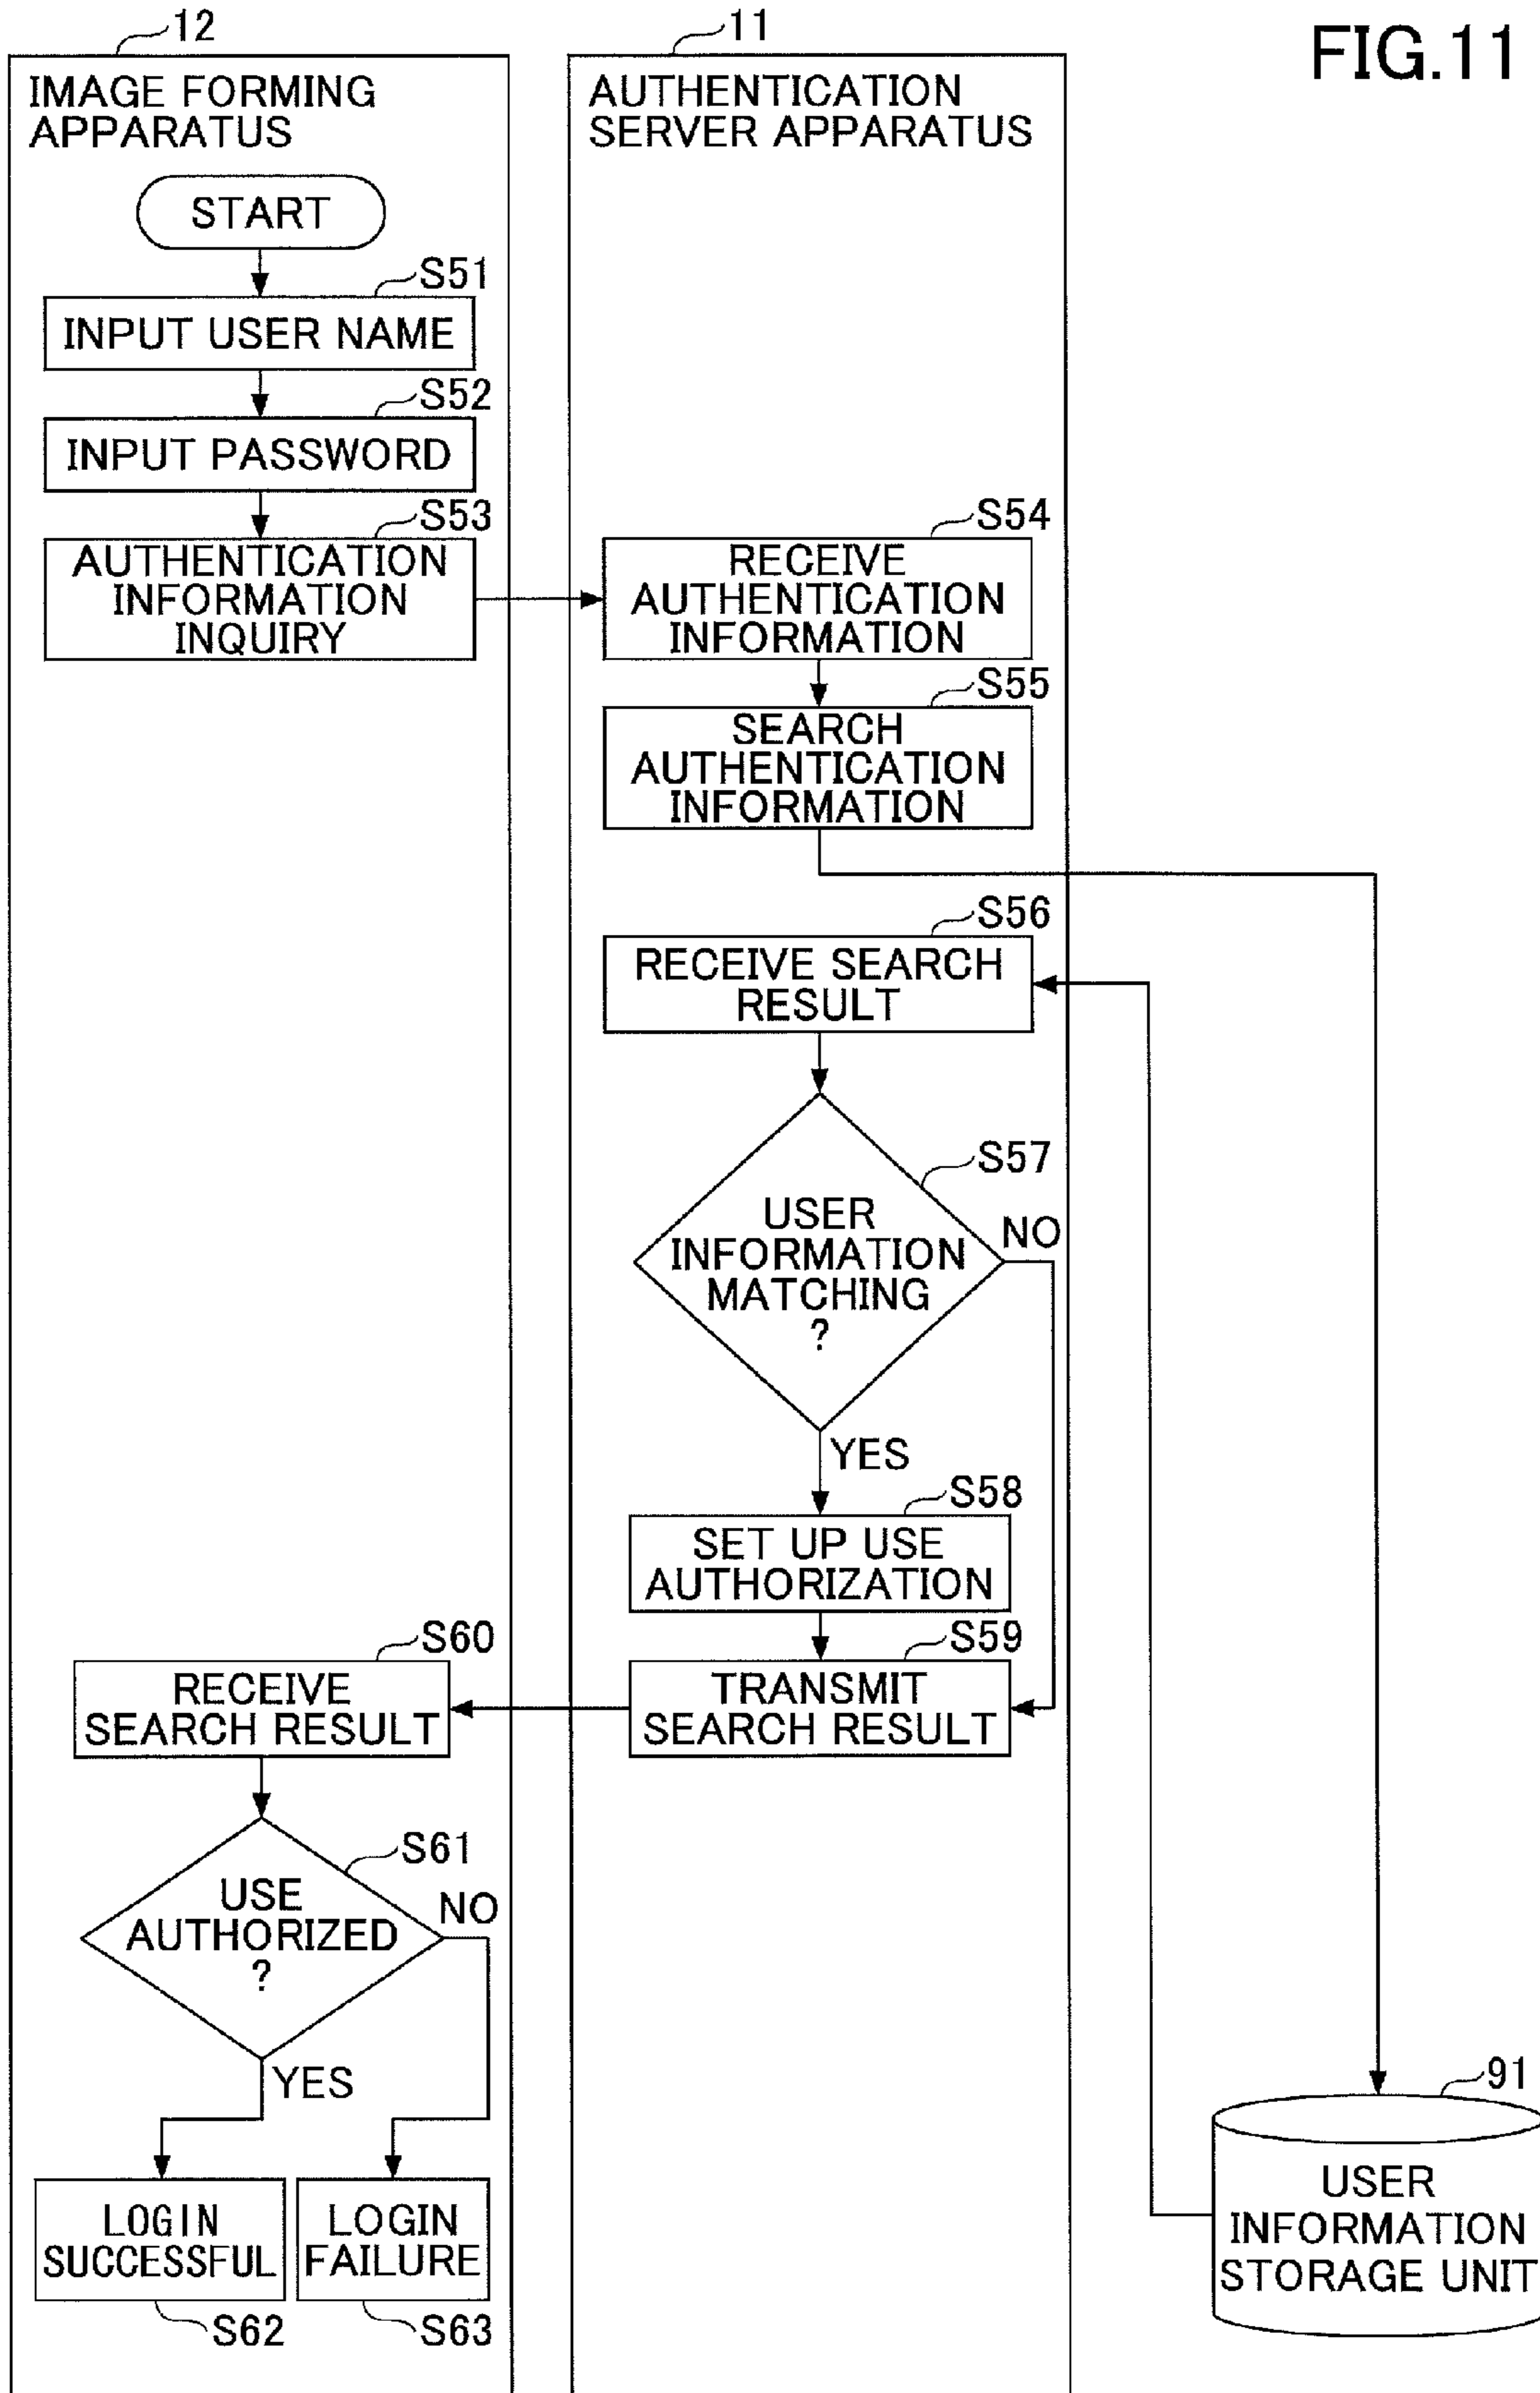 FIG.11
12
IMAGE FORMING
APPARATUS
START
S51
INPUT USER NAME
S52
INPUT PASSWORD
S53
AUTHENTICATION
INFORMATION
INQUIRY
11
AUTHENTICATION
SERVER APPARATUS
S54
RECEIVE
AUTHENTICATION
INFORMATION
S55
SEARCH
AUTHENTICATION
INFORMATION
S56
RECEIVE SEARCH
RESULT
S57
USER
INFORMATION
MATCHING
?
NO
YES
S58
SET UP USE
AUTHORIZATION
S59
TRANSMIT
SEARCH RESULT
S60
RECEIVE
SEARCH RESULT
S61
USE
AUTHORIZED
?
NO
YES
LOGIN
SUCCESSFUL
S62
LOGIN
FAILURE
S63
91
USER
INFORMATION
STORAGE UNIT